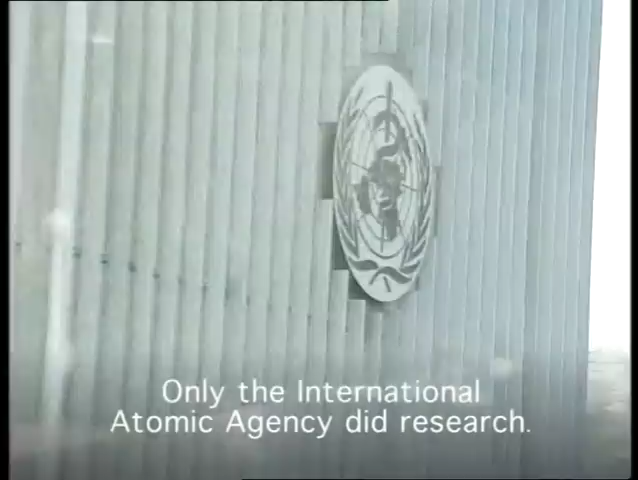 Only the International
Atomic Agency did research.